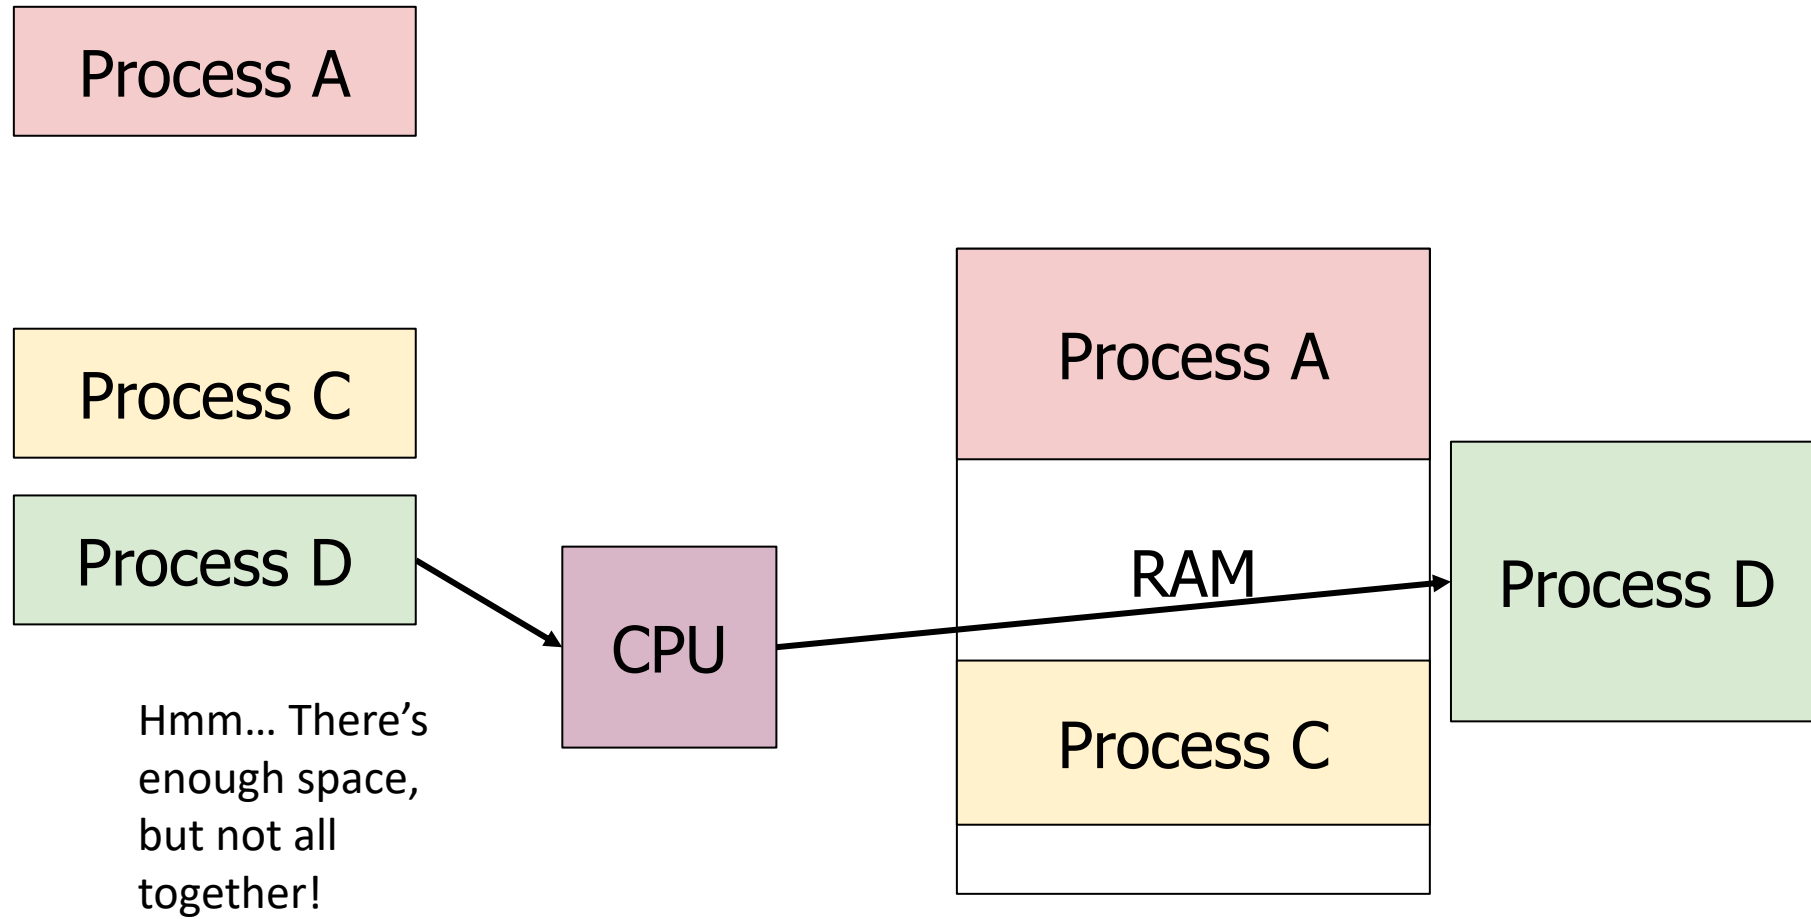 Process A
Process C
Process D
Hmm... There’s
enough space,
but not all
together!
CPU
Process A
RAM
Process C
Process D